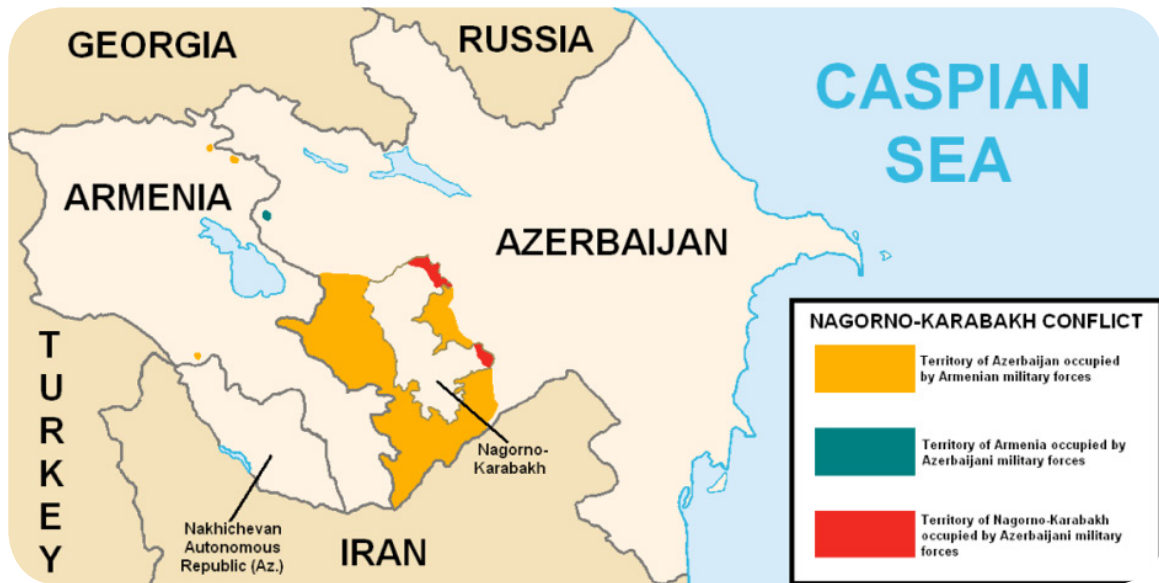 GEORGIA
RUSSIA
CASPIAN
SEA
ARMENIA
AZERBAIJAN
TURKEY
Nagorno-
Karabakh
Nakhichevan
Autonomous
Republic (Az.)
IRAN
NAGORNO-KARABAKH CONFLICT
Territory of Azerbaijan occupied
by Armenian military forces
Territory of Armenia occupied by
Azerbaijani military forces
Territory of Nagorno-Karabakh
occupied by Azerbaijani military
forces